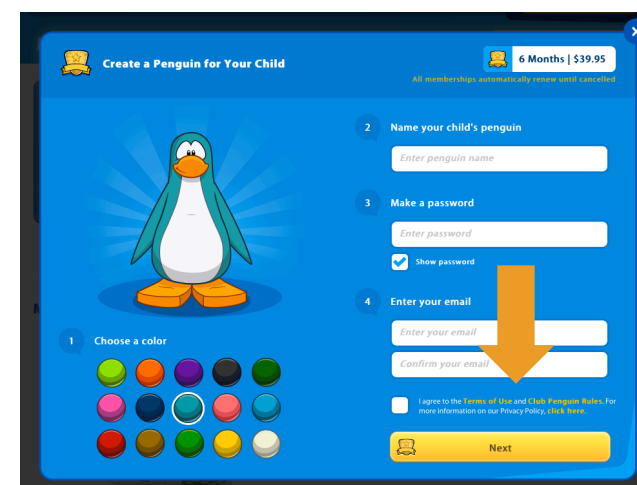 Create a Penguin for Your Child
6 Months | $39.95
All memberships automatically renew until cancelled
2 Name your child's penguin
Enter penguin name
3 Make a password
Enter password
Show password
4 Enter your email
Enter your email
Confirm your email
I agree to the Terms of Use and Club Penguin Rules. For
more information on our Privacy Policy, click here.
Next
1 Choose a color